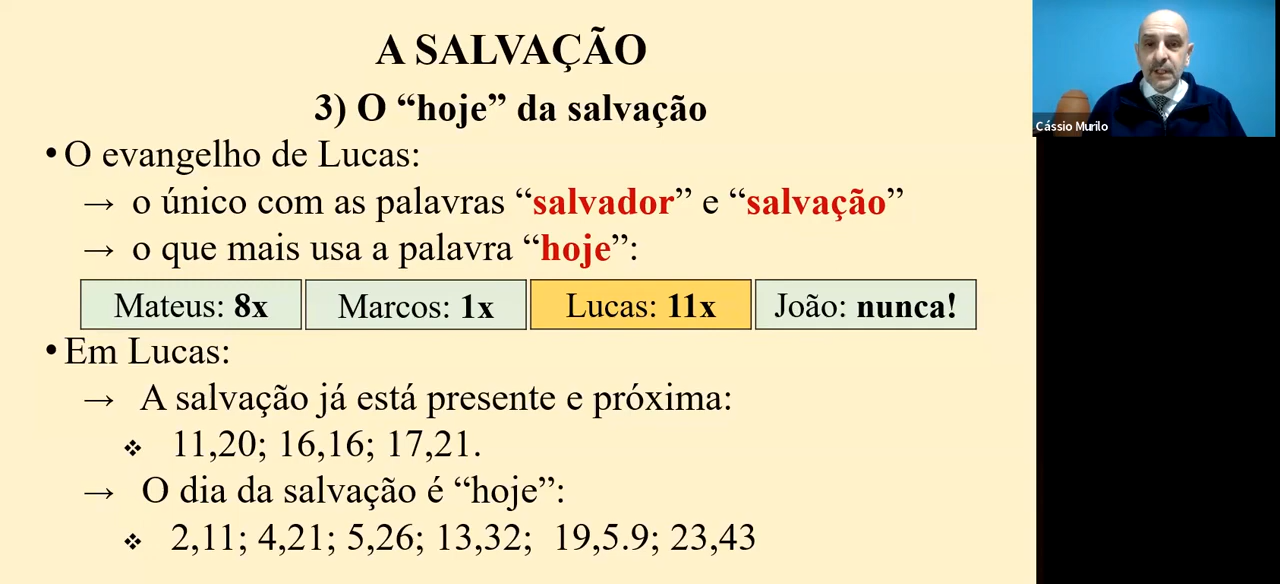 A SALVAÇÃO
3) O “hoje” da salvação
• O evangelho de Lucas:
→ o único com as palavras “salvador” e “salvação”
→ o que mais usa a palavra “hoje”:
Mateus: 8x Marcos: 1x Lucas: 11x João: nunca!
• Em Lucas:
→ A salvação já está presente e próxima:
❖ 11,20; 16,16; 17,21.
→ O dia da salvação é “hoje”:
❖ 2,11; 4,21; 5,26; 13,32; 19,5.9; 23,43
Cássio Murilo